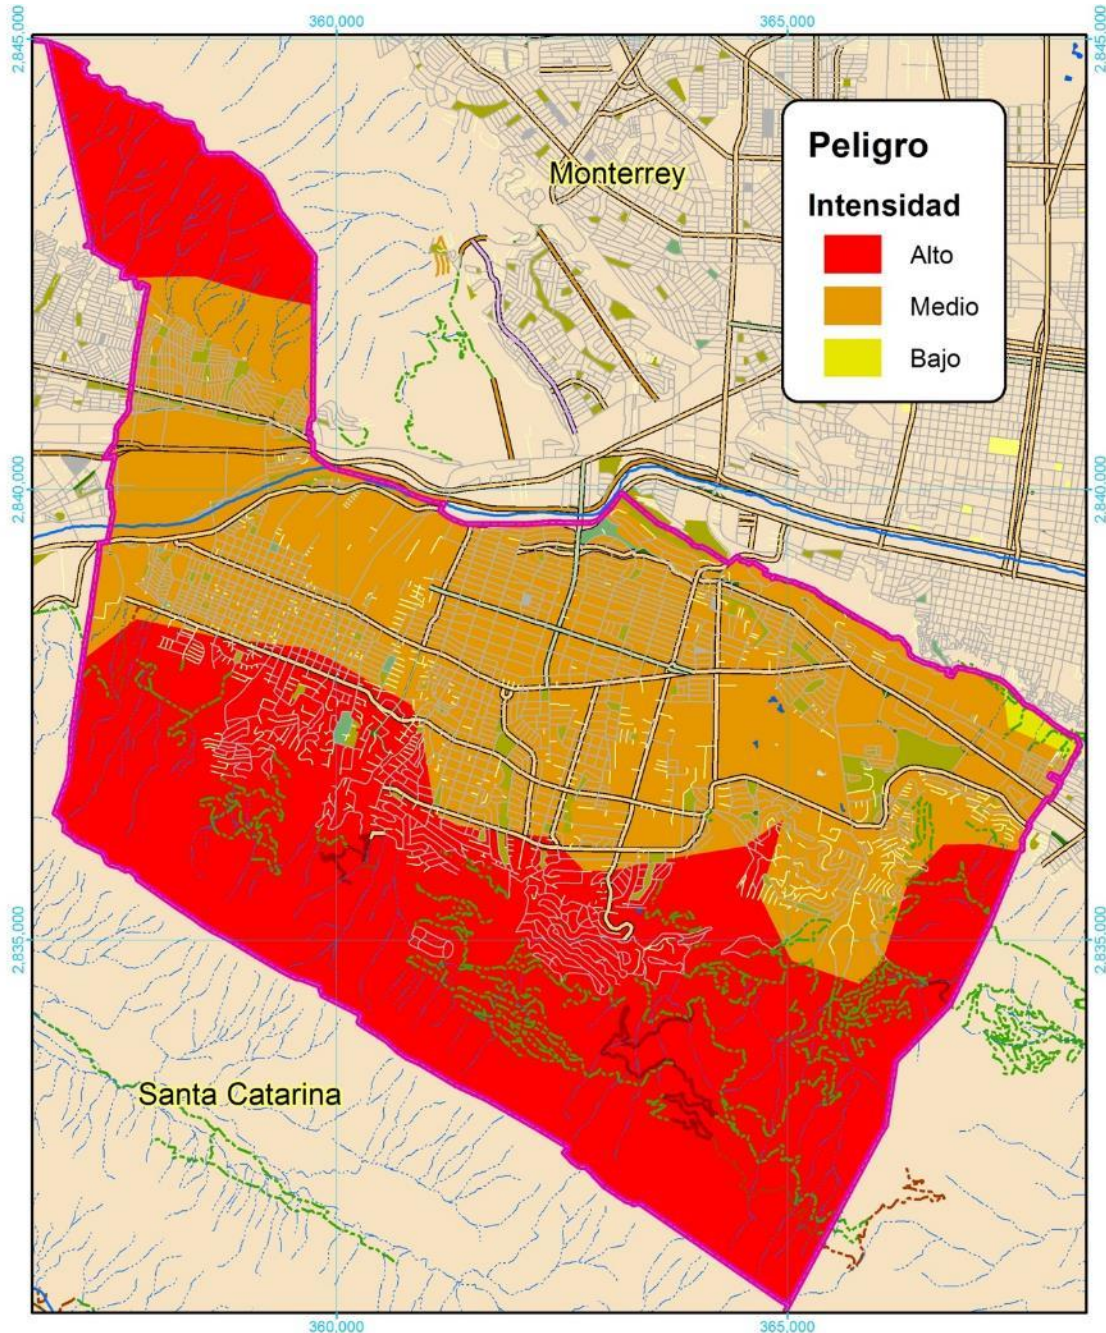 360,000
365,000
2,845,000
2,845,000
Peligro
Intensidad
Alto
Medio
Bajo
Monterrey
2,840,000
2,840,000
2,835,000
2,835,000
Santa Catarina
360,000
365,000